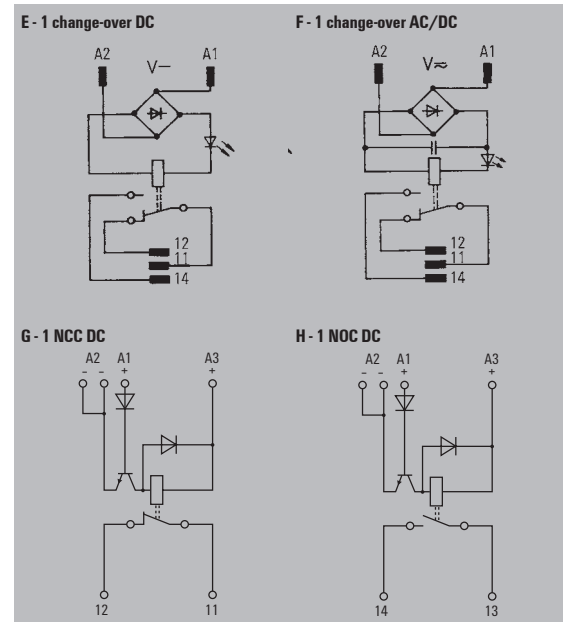 E - 1 change-over DC
A2 V– A1
12
11
14
F - 1 change-over AC/DC
A2 V≂ A1
12
11
14
G - 1 NCC DC
A2 A1 A3
– – + +
12 11
H - 1 NOC DC
A2 A1 A3
– – + +
14 13